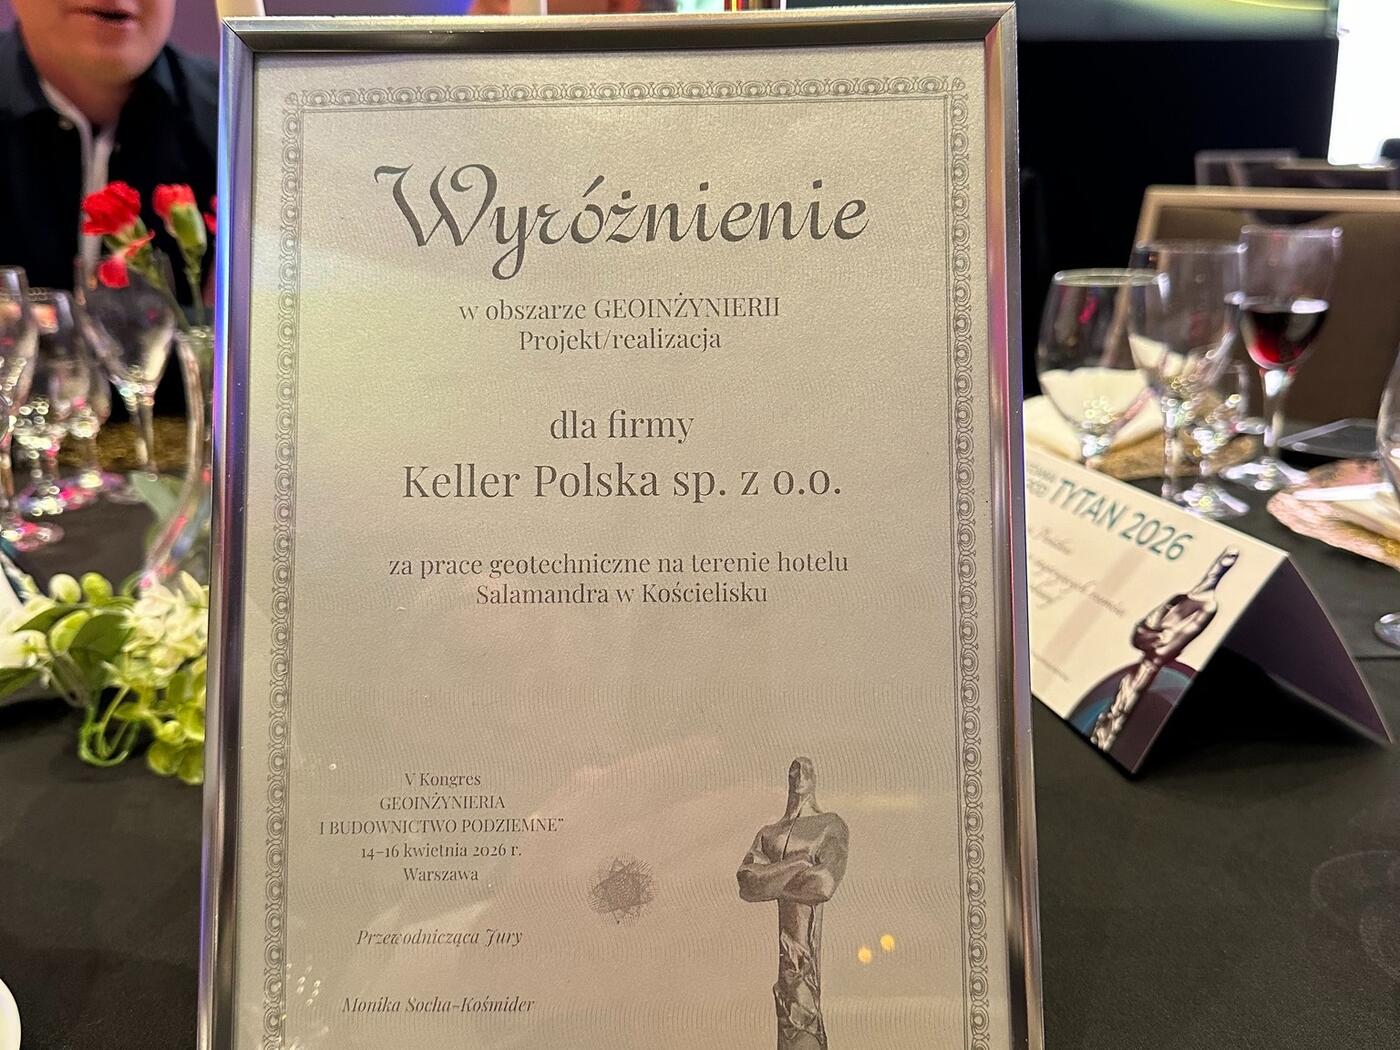 Wyróżnienie
w obszarze GEOINŻYNIERII
Projekt/realizacja
dla firmy
Keller Polska sp. z o.o.
za prace geotechniczne na terenie hotelu
Salamandra w Kościelisku
V Kongres
GEOINŻYNIERIA
I BUDOWNICTWO PODZIEMNE”
14–16 kwietnia 2026 r.
Warszawa
Przewodnicząca Jury
Monika Socha-Kośmider
TYTAN 2026